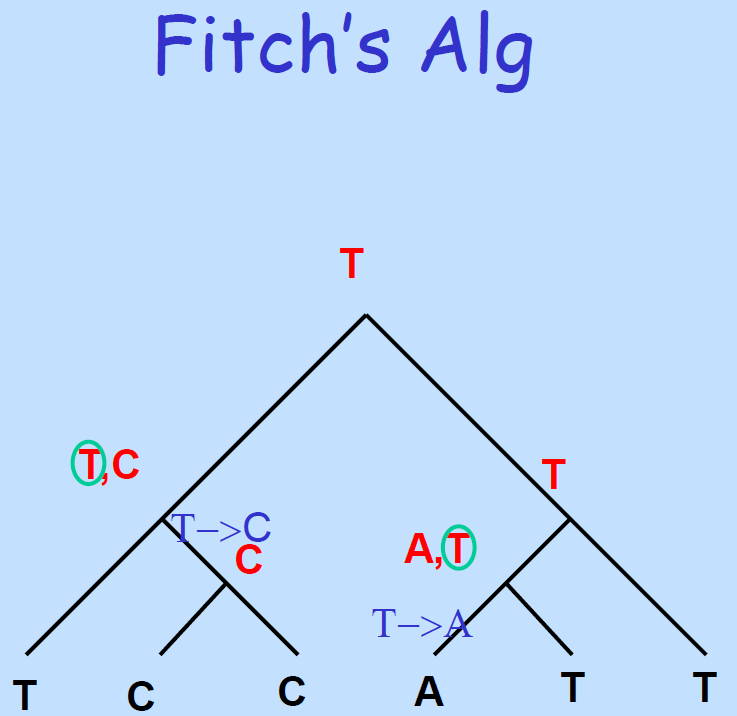 Fitch's Alg
T
T,C
T
T–>C
C
A,T
T–>A
T C C A T T